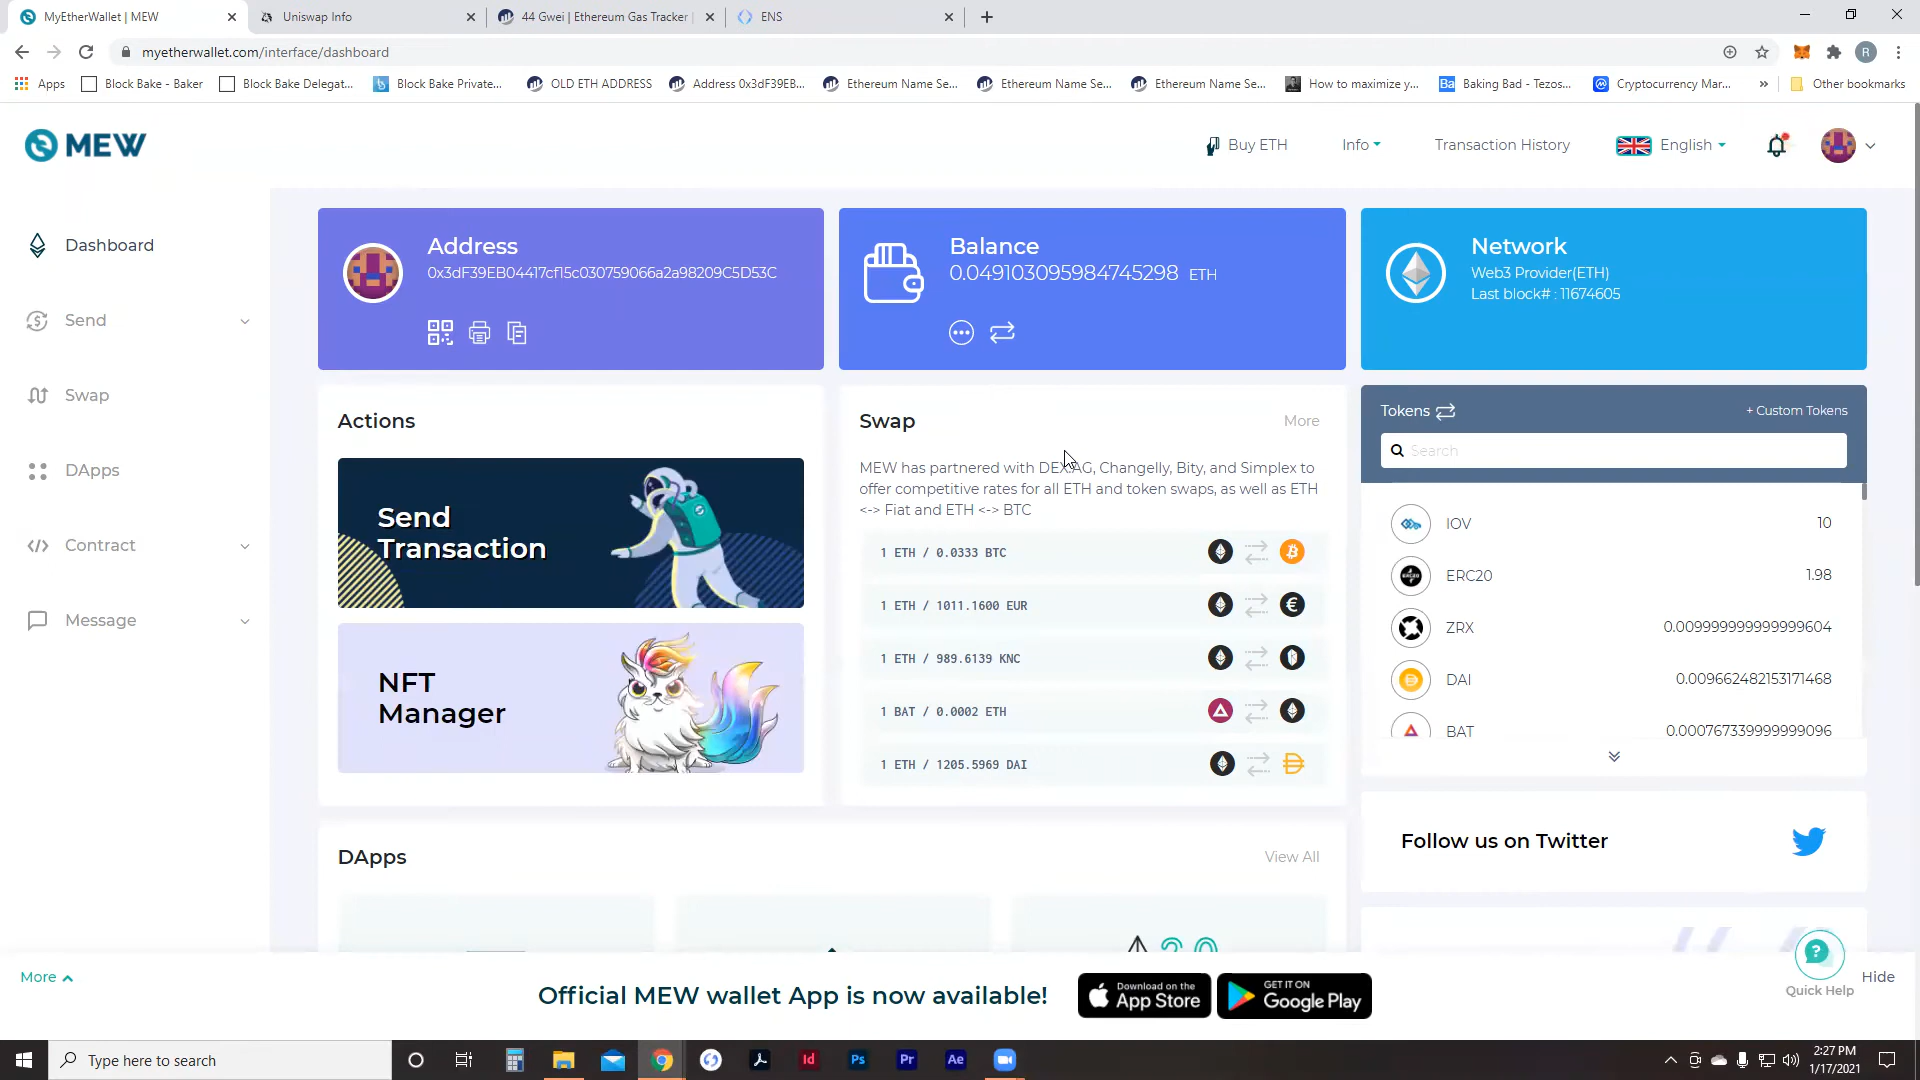 MyEtherWallet | MEW
Uniswap Info
44 Gwei | Ethereum Gas Tracker |
ENS
myetherwallet.com/interface/dashboard
R
Apps
Block Bake - Baker
Block Bake Delegat...
Block Bake Private...
OLD ETH ADDRESS
Address 0x3dF39EB...
Ethereum Name Se...
Ethereum Name Se...
Ethereum Name Se...
How to maximize y...
Ba
Baking Bad - Tezos...
Cryptocurrency Mar...
»
Other bookmarks
MEW
Buy ETH
Info
Transaction History
English
Dashboard
Send
Swap
DApps
Contract
Message
Address
0x3dF39EB04417cf15c030759066a2a98209C5D53C
Balance
0.049103095984745298 ETH
Network
Web3 Provider(ETH)
Last block# : 11674605
Actions
Send
Transaction
NFT
Manager
Swap
More
MEW has partnered with DEX.AG, Changelly, Bity, and Simplex to
offer competitive rates for all ETH and token swaps, as well as ETH
<-> Fiat and ETH <-> BTC
1 ETH / 0.0333 BTC
1 ETH / 1011.1600 EUR
1 ETH / 989.6139 KNC
1 BAT / 0.0002 ETH
1 ETH / 1205.5969 DAI
Tokens
+ Custom Tokens
Search
IOV 10
ERC20 1.98
ZRX 0.009999999999999604
DAI 0.009662482153171468
BAT 0.000767339999999096
DApps
View All
Follow us on Twitter
More
Official MEW wallet App is now available!
Download on the
App Store
GET IT ON
Google Play
?
Quick Help
Hide
Type here to search
Id
Ps
Pr
Ae
2:27 PM
1/17/2021